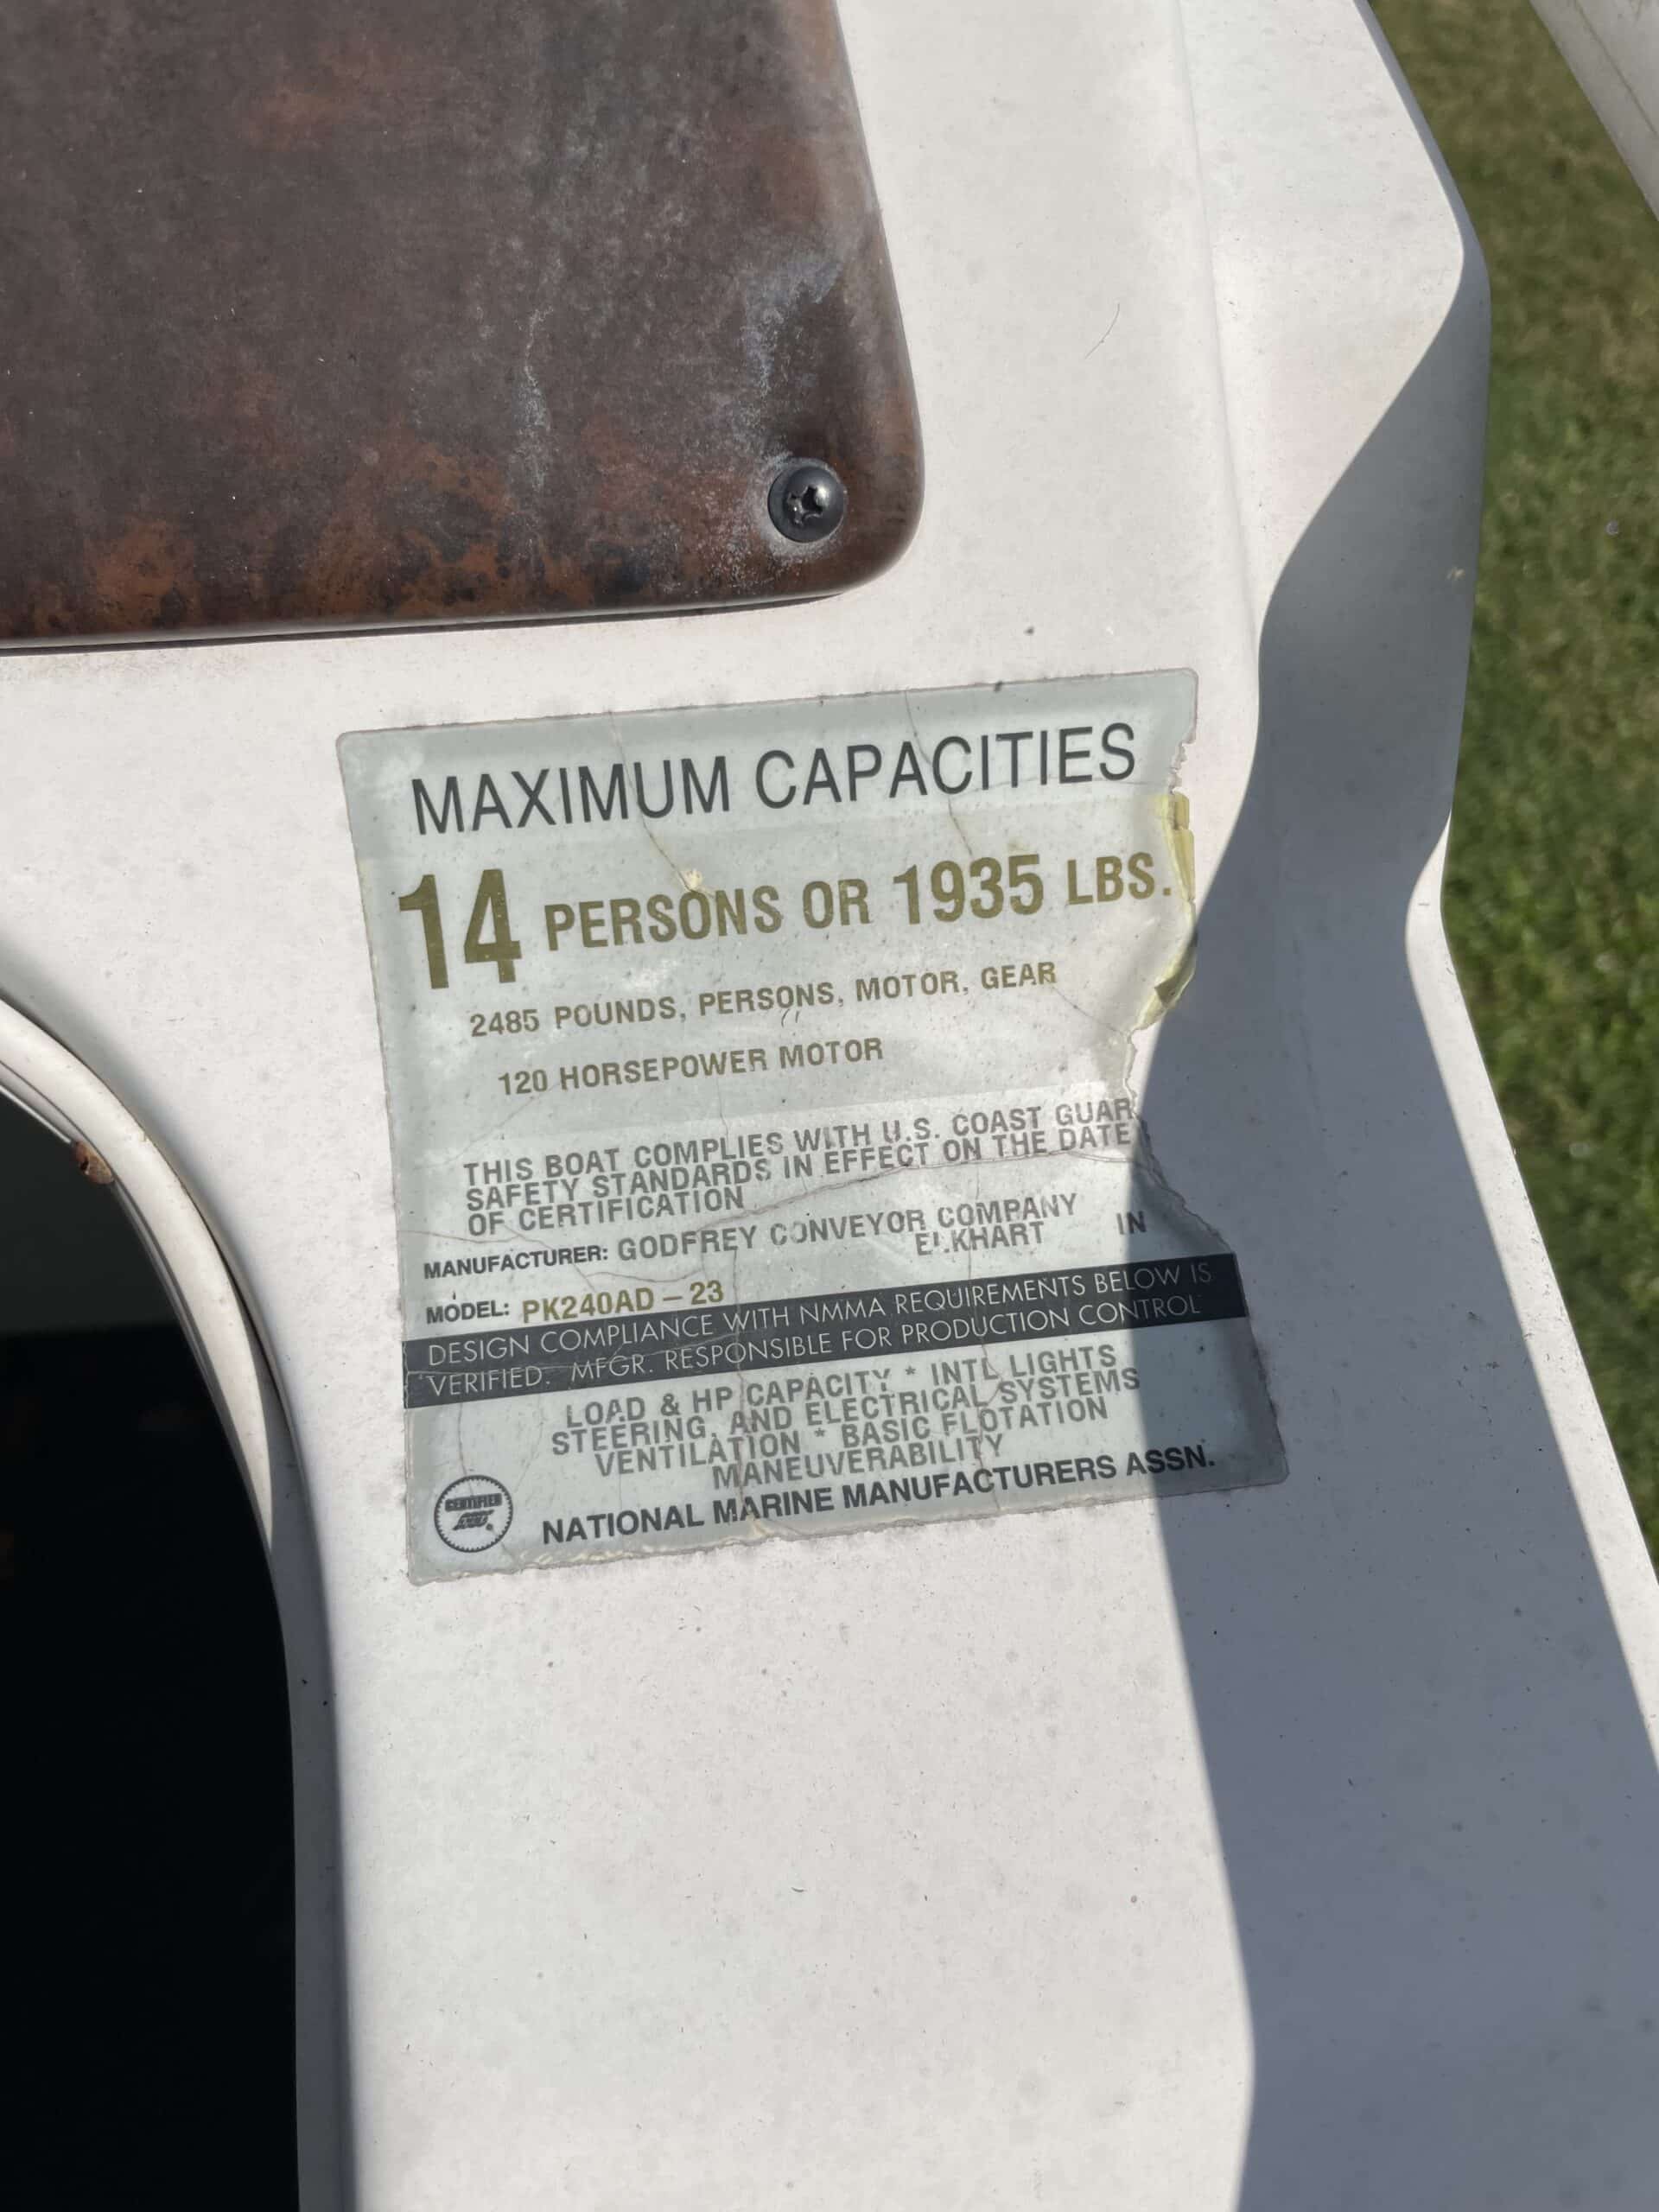 MAXIMUM CAPACITIES
14 PERSONS OR 1935 LBS.
2485 POUNDS, PERSONS, MOTOR, GEAR
120 HORSEPOWER MOTOR
THIS BOAT COMPLIES WITH U.S. COAST GUAR
SAFETY STANDARDS IN EFFECT ON THE DATE
OF CERTIFICATION
MANUFACTURER: GODFREY CONVEYOR COMPANY
ELKHART IN
MODEL: PK240AD – 23
DESIGN COMPLIANCE WITH NMMA REQUIREMENTS BELOW IS
VERIFIED. MFGR. RESPONSIBLE FOR PRODUCTION CONTROL
LOAD & HP CAPACITY * INTL LIGHTS
STEERING, AND ELECTRICAL SYSTEMS
VENTILATION * BASIC FLOTATION
MANEUVERABILITY
NATIONAL MARINE MANUFACTURERS ASSN.
CERTIFIED